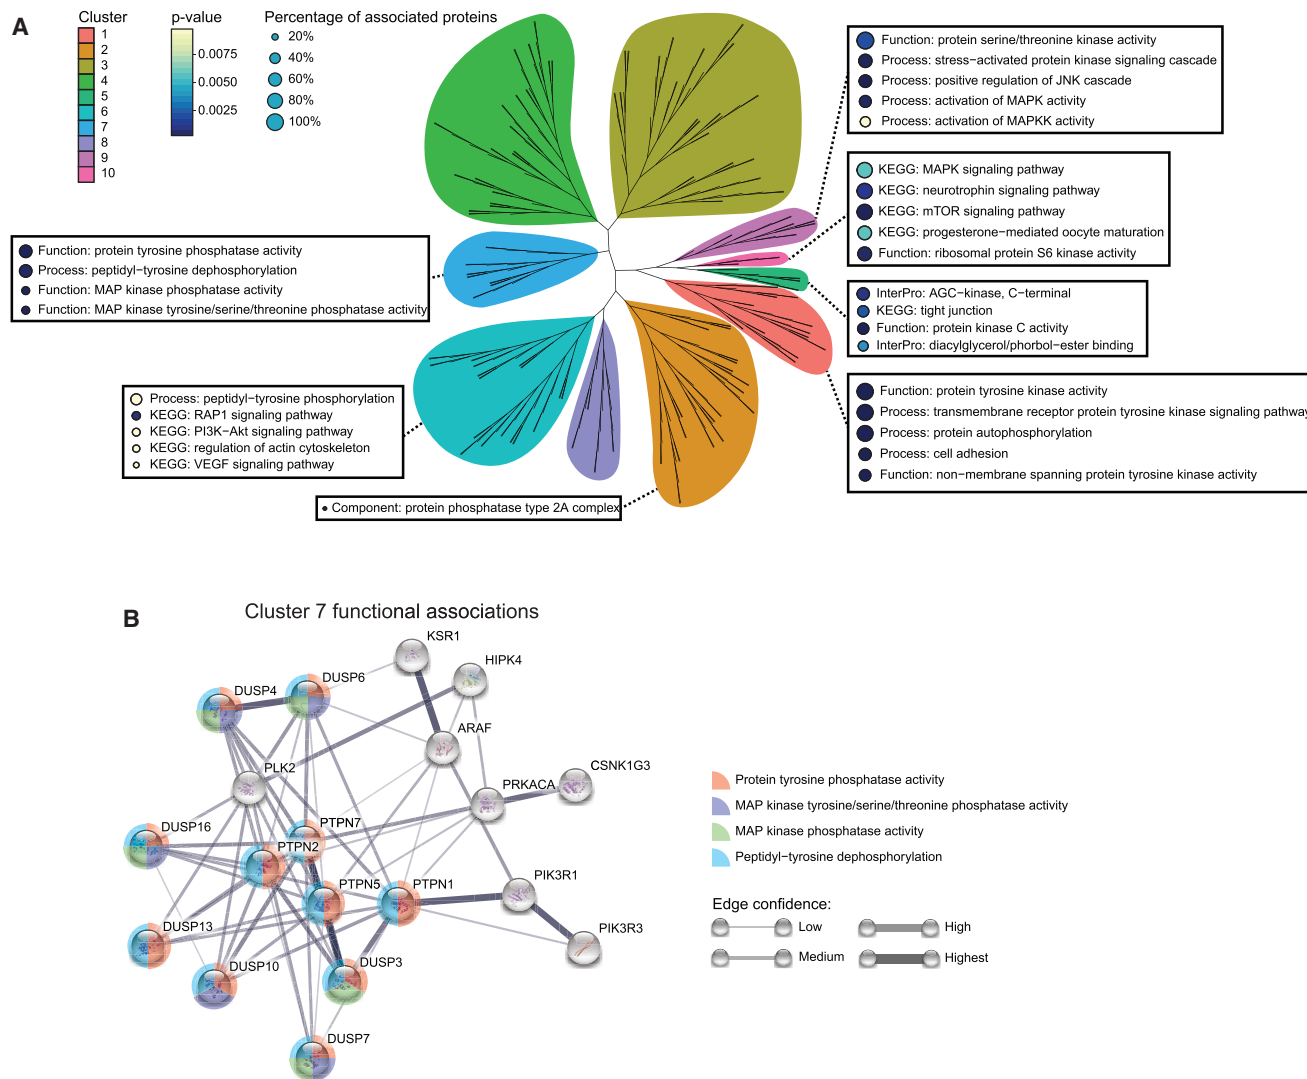 A
Cluster
1
2
3
4
5
6
7
8
9
10
p-value
0.0075
0.0050
0.0025
Percentage of associated proteins
20%
40%
60%
80%
100%
Function: protein serine/threonine kinase activity
Process: stress−activated protein kinase signaling cascade
Process: positive regulation of JNK cascade
Process: activation of MAPK activity
Process: activation of MAPKK activity
KEGG: MAPK signaling pathway
KEGG: neurotrophin signaling pathway
KEGG: mTOR signaling pathway
KEGG: progesterone−mediated oocyte maturation
Function: ribosomal protein S6 kinase activity
Function: protein tyrosine phosphatase activity
Process: peptidyl−tyrosine dephosphorylation
Function: MAP kinase phosphatase activity
Function: MAP kinase tyrosine/serine/threonine phosphatase activity
InterPro: AGC−kinase, C−terminal
KEGG: tight junction
Function: protein kinase C activity
InterPro: diacylglycerol/phorbol−ester binding
Process: peptidyl−tyrosine phosphorylation
KEGG: RAP1 signaling pathway
KEGG: PI3K−Akt signaling pathway
KEGG: regulation of actin cytoskeleton
KEGG: VEGF signaling pathway
Function: protein tyrosine kinase activity
Process: transmembrane receptor protein tyrosine kinase signaling pathway
Process: protein autophosphorylation
Process: cell adhesion
Function: non−membrane spanning protein tyrosine kinase activity
Component: protein phosphatase type 2A complex
B
Cluster 7 functional associations
KSR1
HIPK4
DUSP6
DUSP4
ARAF
PLK2
CSNK1G3
PRKACA
PTPN7
DUSP16
PTPN2
PTPN5
PTPN1
PIK3R1
DUSP13
PIK3R3
DUSP10
DUSP3
DUSP7
Protein tyrosine phosphatase activity
MAP kinase tyrosine/serine/threonine phosphatase activity
MAP kinase phosphatase activity
Peptidyl−tyrosine dephosphorylation
Edge confidence:
Low
High
Medium
Highest